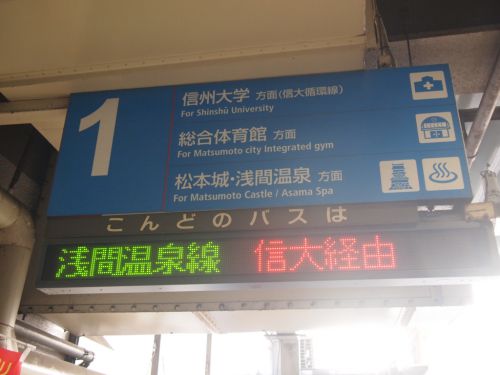 1
信州大学 方面(信大循環線)
For Shinshū University
総合体育館 方面
For Matsumoto city Integrated gym
松本城・浅間温泉 方面
For Matsumoto Castle / Asama Spa
こんどのバスは
浅間温泉線 信大経由